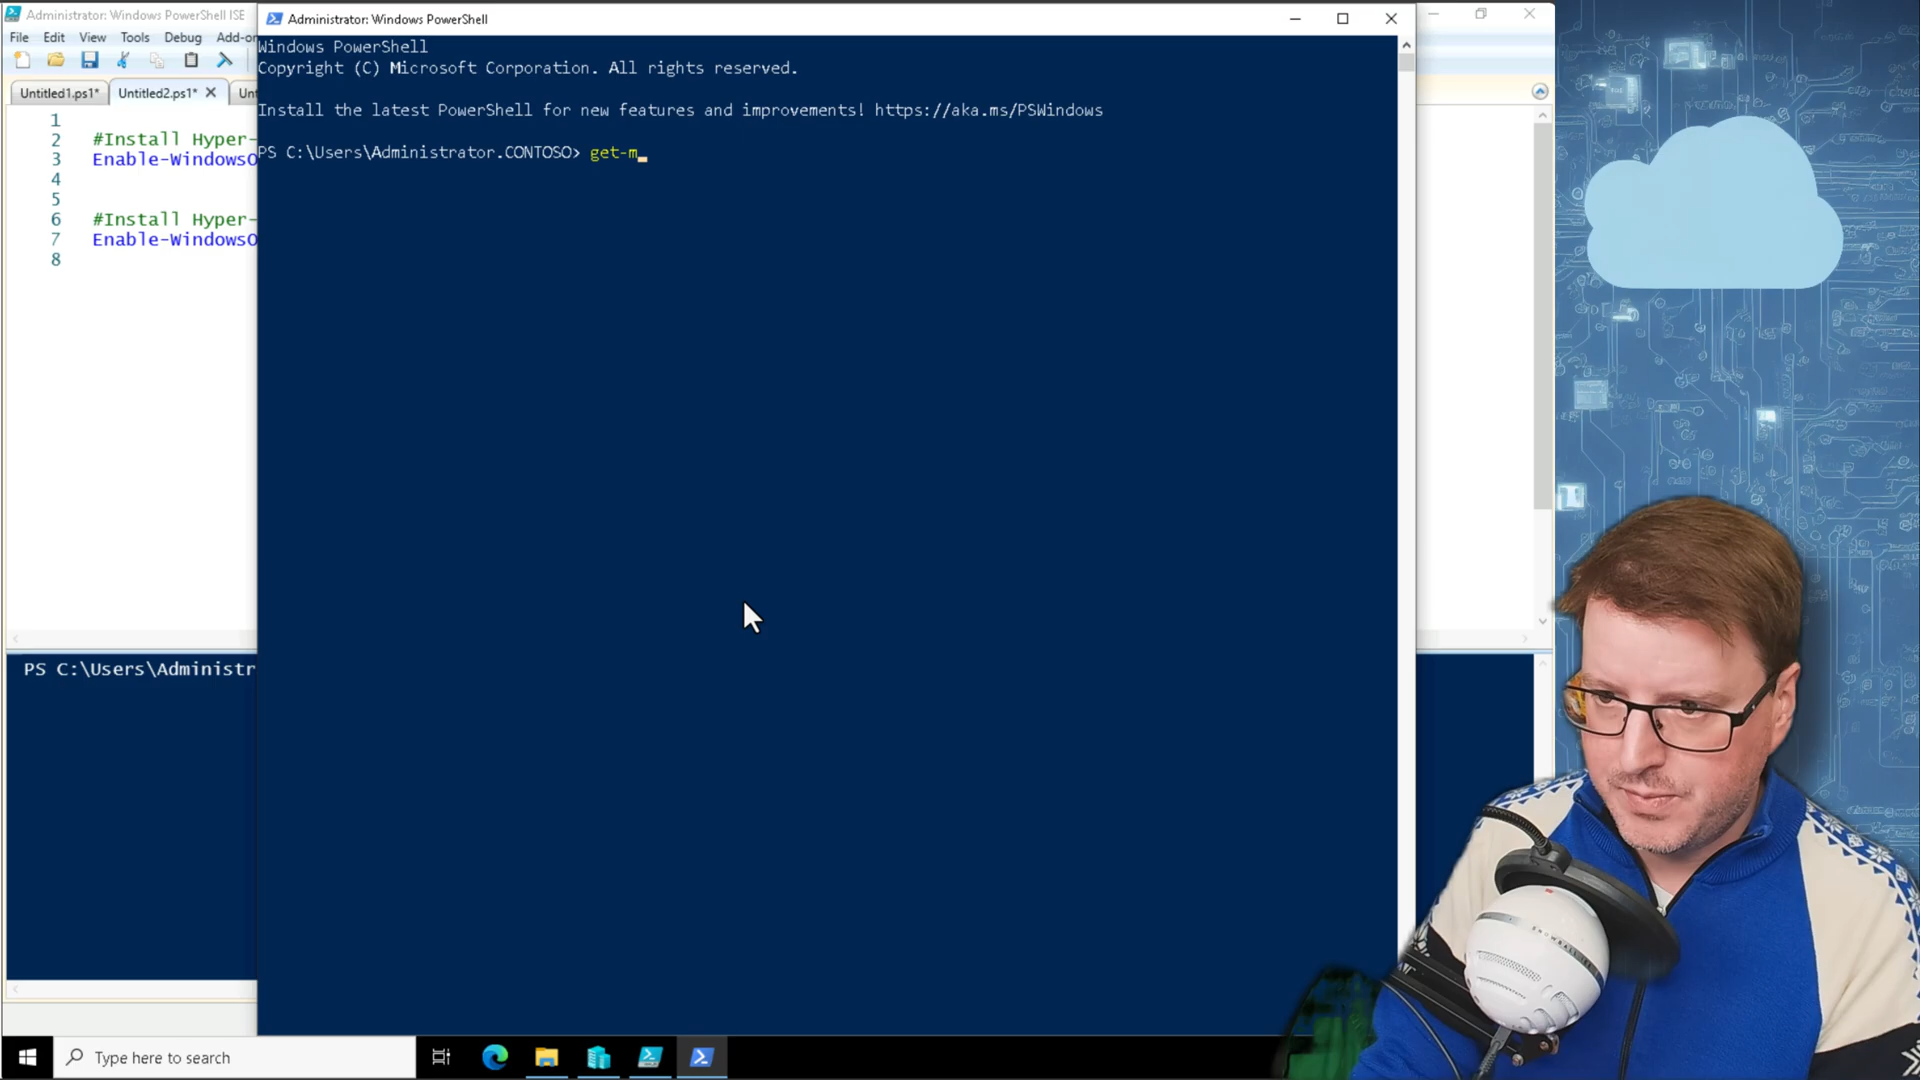 Administrator: Windows PowerShell ISE
File Edit View Tools Debug Add-on
Untitled1.ps1* Untitled2.ps1* Unt
1
2 #Install Hyper-
3 Enable-WindowsO
4
5
6 #Install Hyper-
7 Enable-WindowsO
8
PS C:\Users\Administr
Administrator: Windows PowerShell
Windows PowerShell
Copyright (C) Microsoft Corporation. All rights reserved.
Install the latest PowerShell for new features and improvements! https://aka.ms/PSWindows
PS C:\Users\Administrator.CONTOSO> get-m_
Type here to search
SNOWBALL